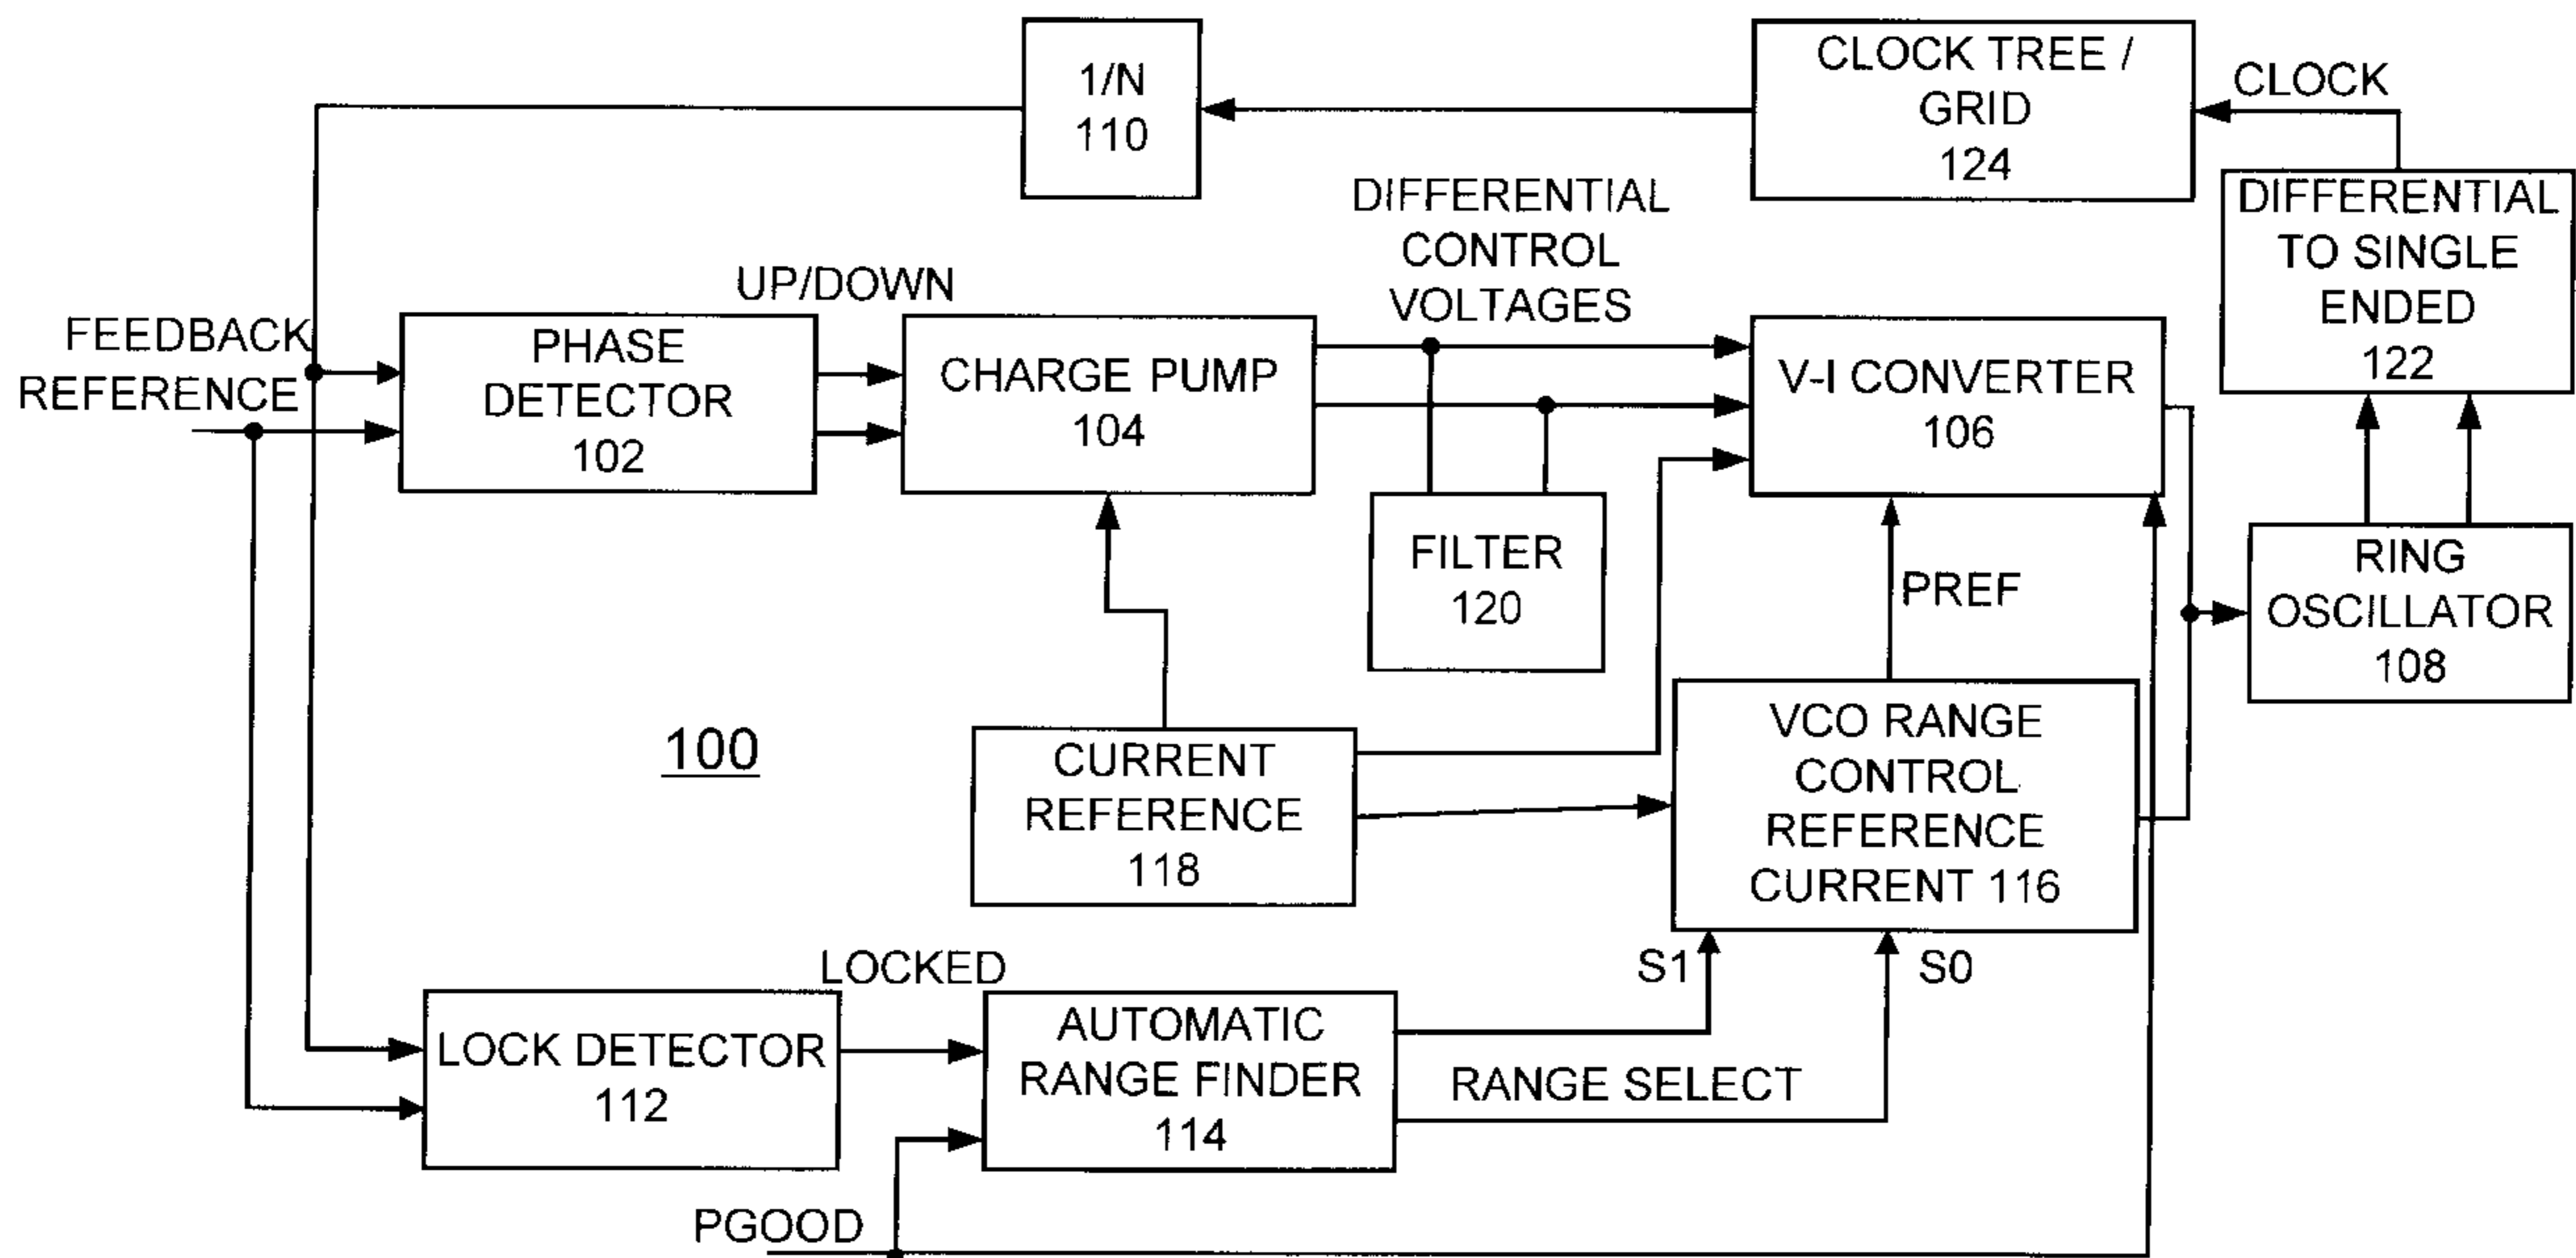 1/N
110
CLOCK TREE /
GRID
124
CLOCK
DIFFERENTIAL
TO SINGLE
ENDED
122
DIFFERENTIAL
CONTROL
VOLTAGES
UP/DOWN
FEEDBACK
REFERENCE
PHASE
DETECTOR
102
CHARGE PUMP
104
V-I CONVERTER
106
FILTER
120
PREF
RING
OSCILLATOR
108
100
CURRENT
REFERENCE
118
VCO RANGE
CONTROL
REFERENCE
CURRENT 116
S1
S0
LOCKED
LOCK DETECTOR
112
AUTOMATIC
RANGE FINDER
114
RANGE SELECT
PGOOD